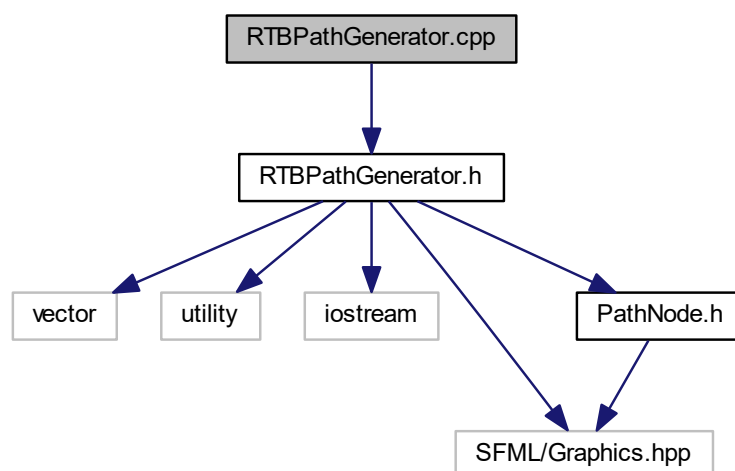 RTBPathGenerator.cpp
RTBPathGenerator.h
vector
utility
iostream
PathNode.h
SFML/Graphics.hpp